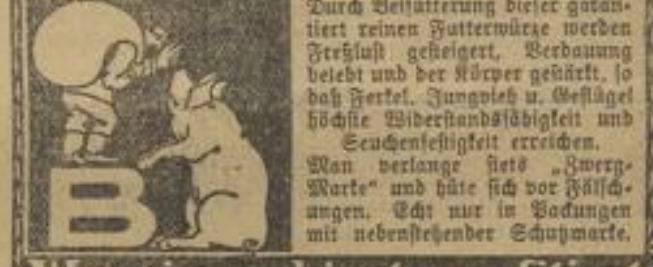 Durch Beifütterung dieser garan-
tiert reinen Futterwürze werden
Freßlust gesteigert, Verdauung
belebt und der Körper gestärkt, so
daß Ferkel, Jungvieh u. Geflügel
höchste Widerstandsfähigkeit und
Seuchenfestigkeit erreichen.
Man verlange stets „Zwerg-
Marke“ und hüte sich vor Fälsch-
ungen. Echt nur in Packungen
mit nebenstehender Schutzmarke.
B